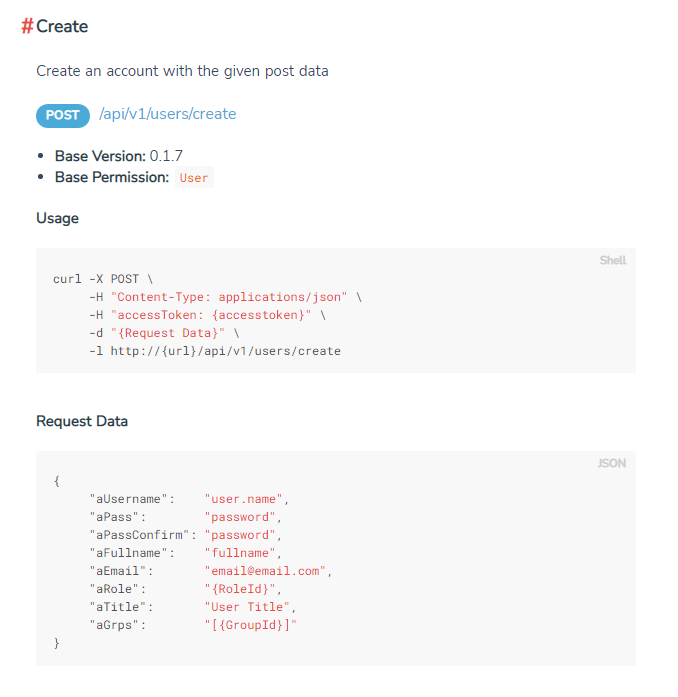 #Create
Create an account with the given post data
POST /api/v1/users/create
• Base Version: 0.1.7
• Base Permission: User
Usage
Shell
curl -X POST \
     -H "Content-Type: applications/json" \
     -H "accessToken: {accesstoken}" \
     -d "{Request Data}" \
     -l http://{url}/api/v1/users/create
Request Data
JSON
{
     "aUsername":    "user.name",
     "aPass":        "password",
     "aPassConfirm": "password",
     "aFullname":    "fullname",
     "aEmail":       "email@email.com",
     "aRole":        "{RoleId}",
     "aTitle":       "User Title",
     "aGrps":        "[{GroupId}]"
}